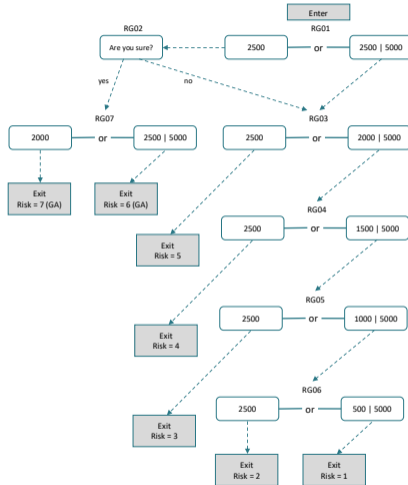 Enter
RG02
RG01
Are you sure?
2500
or
2500 | 5000
yes
no
RG07
RG03
2000
or
2500 | 5000
2500
or
2000 | 5000
Exit
Risk = 7 (GA)
Exit
Risk = 6 (GA)
RG04
Exit
Risk = 5
2500
or
1500 | 5000
RG05
2500
or
1000 | 5000
Exit
Risk = 4
RG06
2500
or
500 | 5000
Exit
Risk = 3
Exit
Risk = 2
Exit
Risk = 1